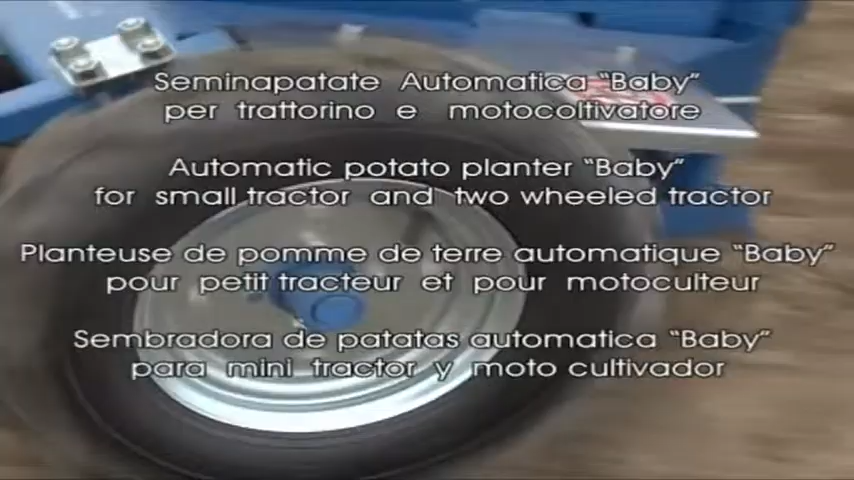 Seminapatate Automatica "Baby"
per trattorino e motocoltivatore
Automatic potato planter "Baby"
for small tractor and two wheeled tractor
Planteuse de pomme de terre automatique "Baby"
pour petit tracteur et pour motoculteur
Sembradora de patatas automatica "Baby"
para mini tractor y moto cultivador